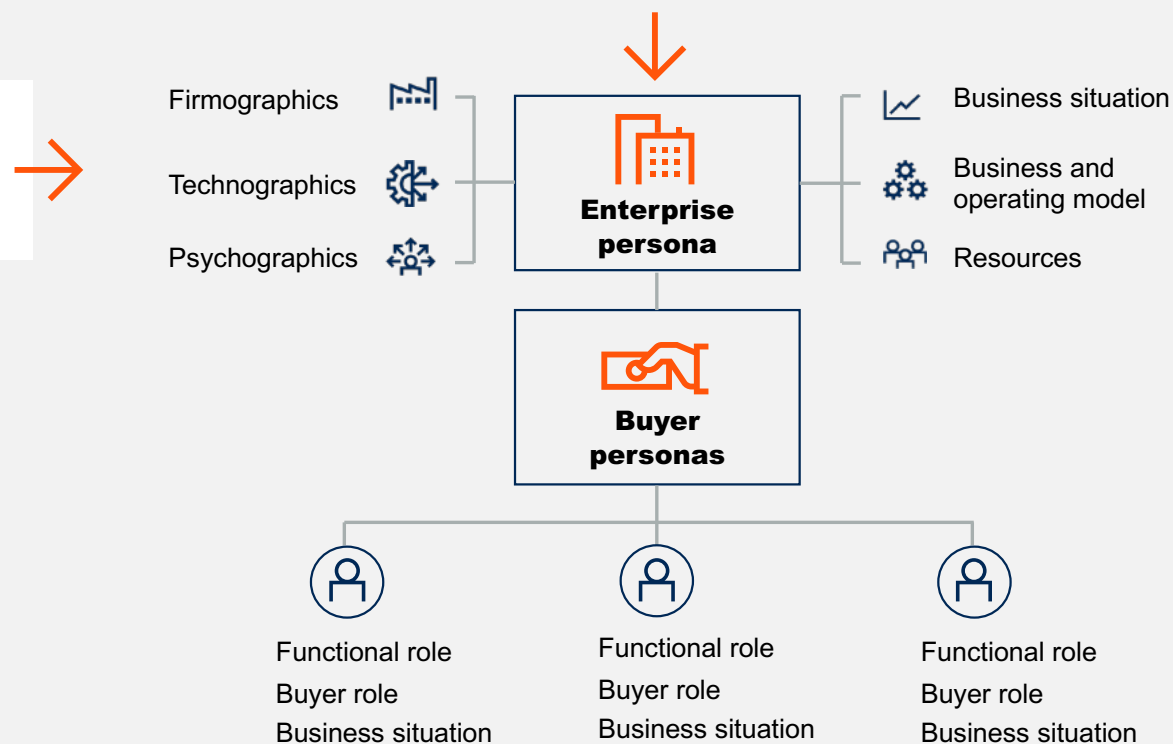 Firmographics
Technographics
Psychographics
Enterprise
persona
Business situation
Business and
operating model
Resources
Buyer
personas
Functional role
Buyer role
Business situation
Functional role
Buyer role
Business situation
Functional role
Buyer role
Business situation